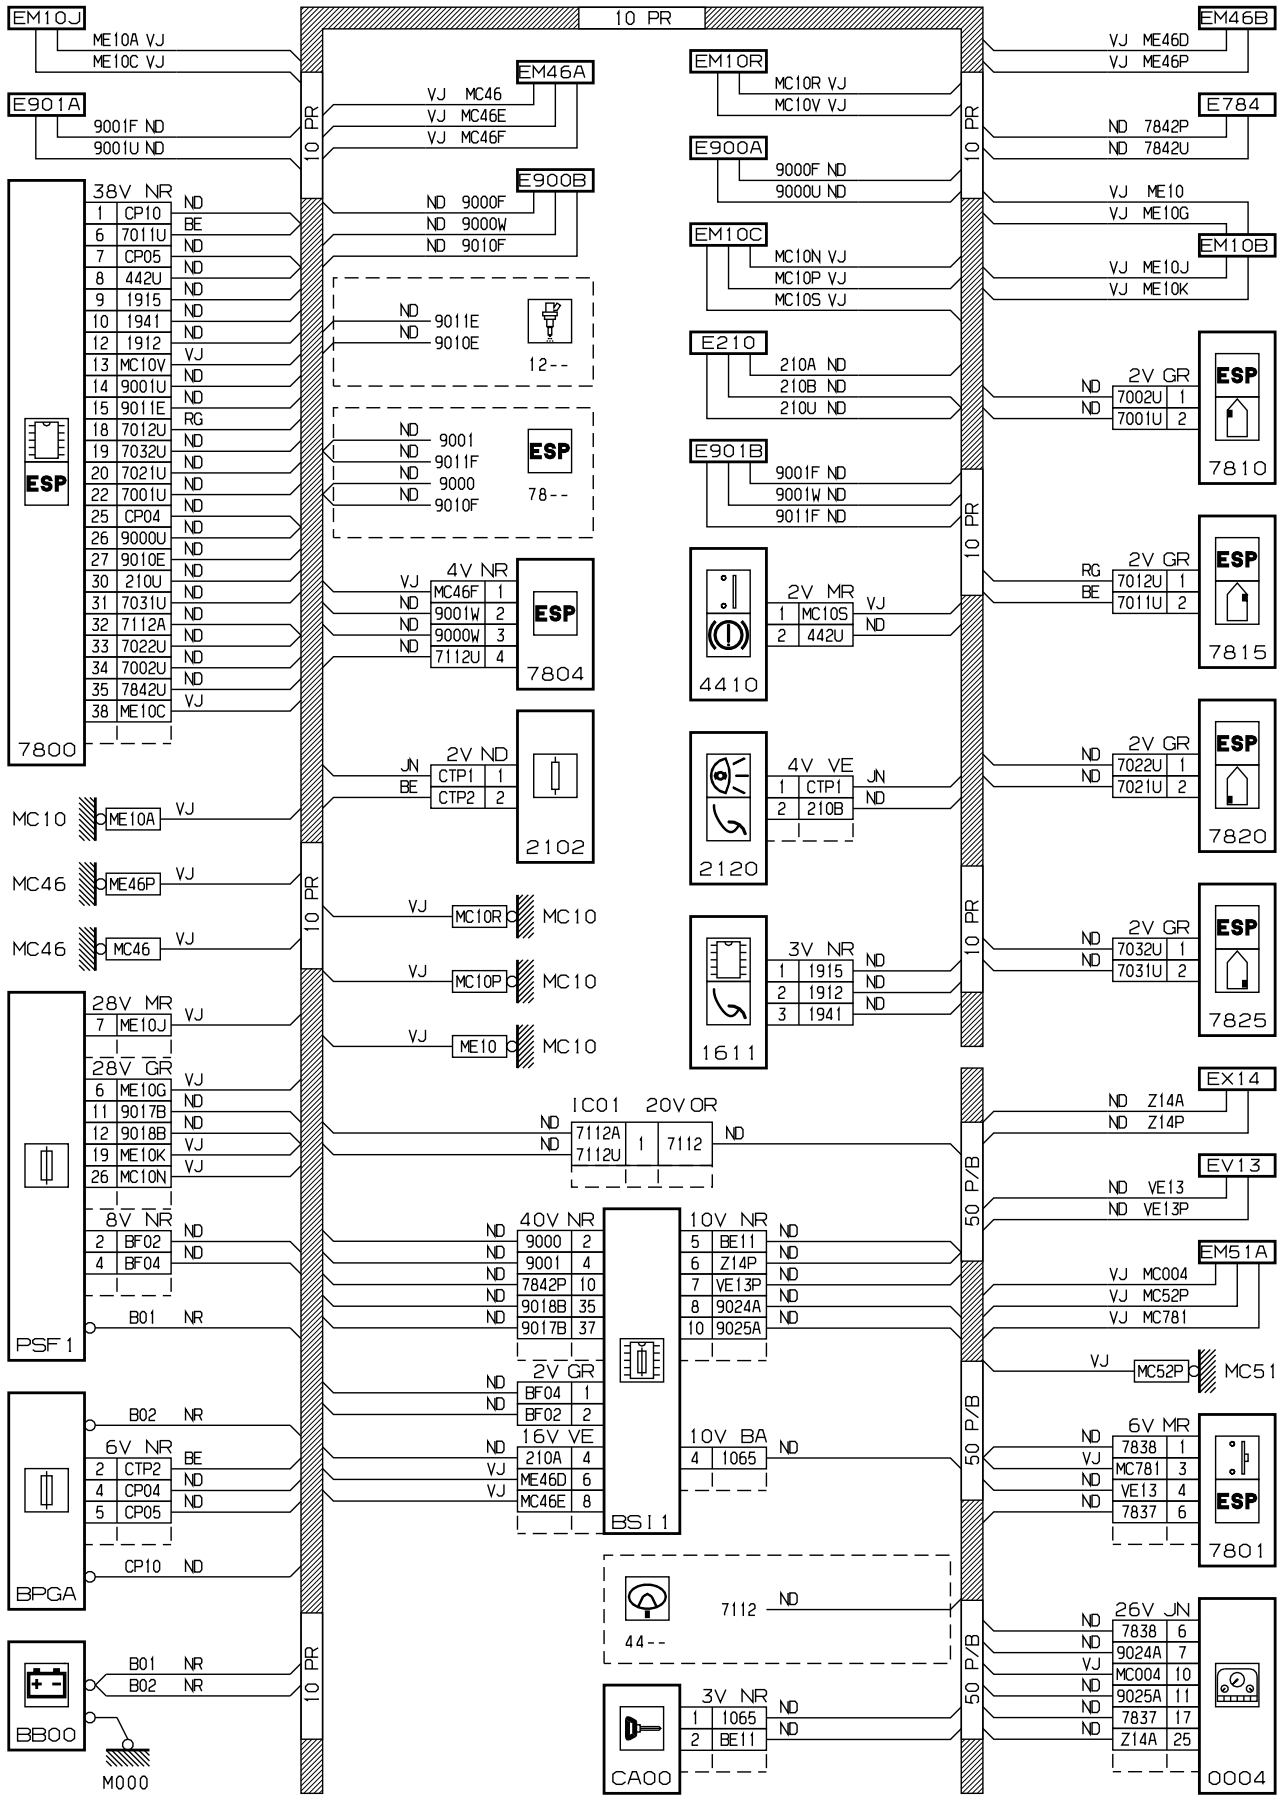 10 PR
EM10J
ME10A VJ
ME10C VJ
E901A
9001F ND
9001U ND
10 PR
38V NR
1 CP10 ND
6 7011U BE
7 CP05 ND
8 442U ND
9 1915 ND
10 1941 ND
12 1912 ND
13 MC10V VJ
14 9001U ND
15 9011E ND
18 7012U RG
19 7032U ND
20 7021U ND
22 7001U ND
25 CP04 ND
26 9000U ND
27 9010E ND
30 210U ND
31 7031U ND
32 7112A ND
33 7022U ND
34 7002U ND
35 7842U ND
38 ME10C VJ
ESP
7800
MC10 ME10A VJ
MC46 ME46P VJ
MC46 MC46 VJ
10 PR
28V MR
7 ME10J VJ
28V GR
6 ME10G VJ
11 9017B ND
12 9018B ND
19 ME10K VJ
26 MC10N VJ
8V NR
2 BF02 ND
4 BF04 ND
B01 NR
PSF1
B02 NR
6V NR
2 CTP2 BE
4 CP04 ND
5 CP05 ND
CP10 ND
BPGA
B01 NR
B02 NR
+ -
BB00
M000
10 PR
EM46A
VJ MC46
VJ MC46E
VJ MC46F
E900B
ND 9000F
ND 9000W
ND 9010F
ND 9011E
ND 9010E
12--
ND 9001
ND 9011F
ND 9000
ND 9010F
ESP
78--
4V NR
VJ MC46F 1
ND 9001W 2
ND 9000W 3
ND 7112U 4
ESP
7804
2V ND
JN CTP1 1
BE CTP2 2
2102
VJ MC10R MC10
VJ MC10P MC10
VJ ME10 MC10
IC01 20V OR
ND 7112A
ND 7112U
1 7112 ND
40V NR
ND 9000 2
ND 9001 4
ND 7842P 10
ND 9018B 35
ND 9017B 37
2V GR
ND BF04 1
ND BF02 2
16V VE
ND 210A 4
VJ ME46D 6
VJ MC46E 8
BSI1
10V NR
5 BE11 ND
6 Z14P ND
7 VE13P ND
8 9024A ND
10 9025A ND
10V BA
4 1065 ND
7112 ND
44--
3V NR
1 1065 ND
2 BE11 ND
CA00
EM10R
MC10R VJ
MC10V VJ
E900A
9000F ND
9000U ND
EM10C
MC10N VJ
MC10P VJ
MC10S VJ
E210
210A ND
210B ND
210U ND
E901B
9001F ND
9001W ND
9011F ND
2V MR
1 MC10S VJ
2 442U ND
4410
4V VE
1 CTP1 JN
2 210B ND
2120
3V NR
1 1915 ND
2 1912 ND
3 1941 ND
1611
10 PR
10 PR
10 PR
50 P/B
50 P/B
50 P/B
EM46B
VJ ME46D
VJ ME46P
E784
ND 7842P
ND 7842U
VJ ME10
VJ ME10G
EM10B
VJ ME10J
VJ ME10K
2V GR
ND 7002U 1
ND 7001U 2
ESP
7810
2V GR
RG 7012U 1
BE 7011U 2
ESP
7815
2V GR
ND 7022U 1
ND 7021U 2
ESP
7820
2V GR
ND 7032U 1
ND 7031U 2
ESP
7825
EX14
ND Z14A
ND Z14P
EV13
ND VE13
ND VE13P
EM51A
VJ MC004
VJ MC52P
VJ MC781
VJ MC52P MC51
6V MR
ND 7838 1
VJ MC781 3
ND VE13 4
ND 7837 6
ESP
7801
26V JN
ND 7838 6
ND 9024A 7
VJ MC004 10
ND 9025A 11
ND 7837 17
ND Z14A 25
0004